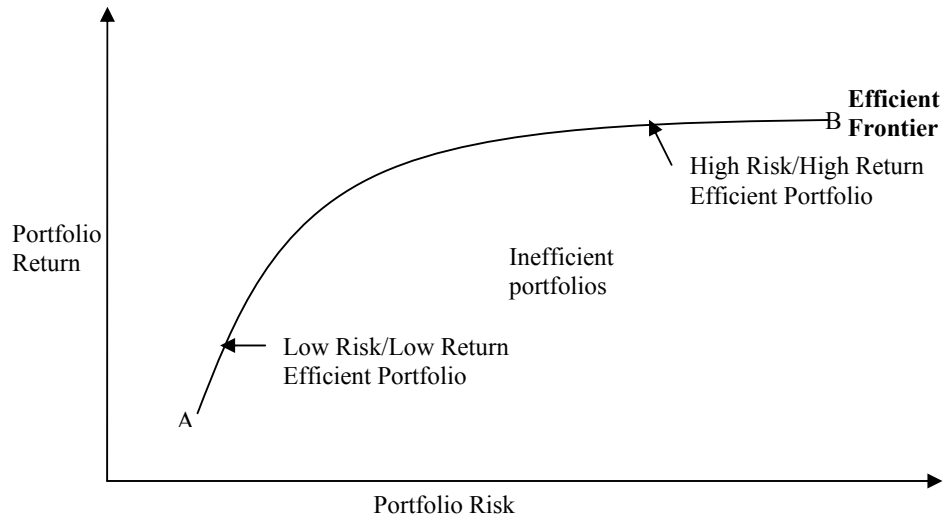 Efficient
Frontier
B
High Risk/High Return
Efficient Portfolio
Portfolio
Return
Inefficient
portfolios
Low Risk/Low Return
Efficient Portfolio
A
Portfolio Risk